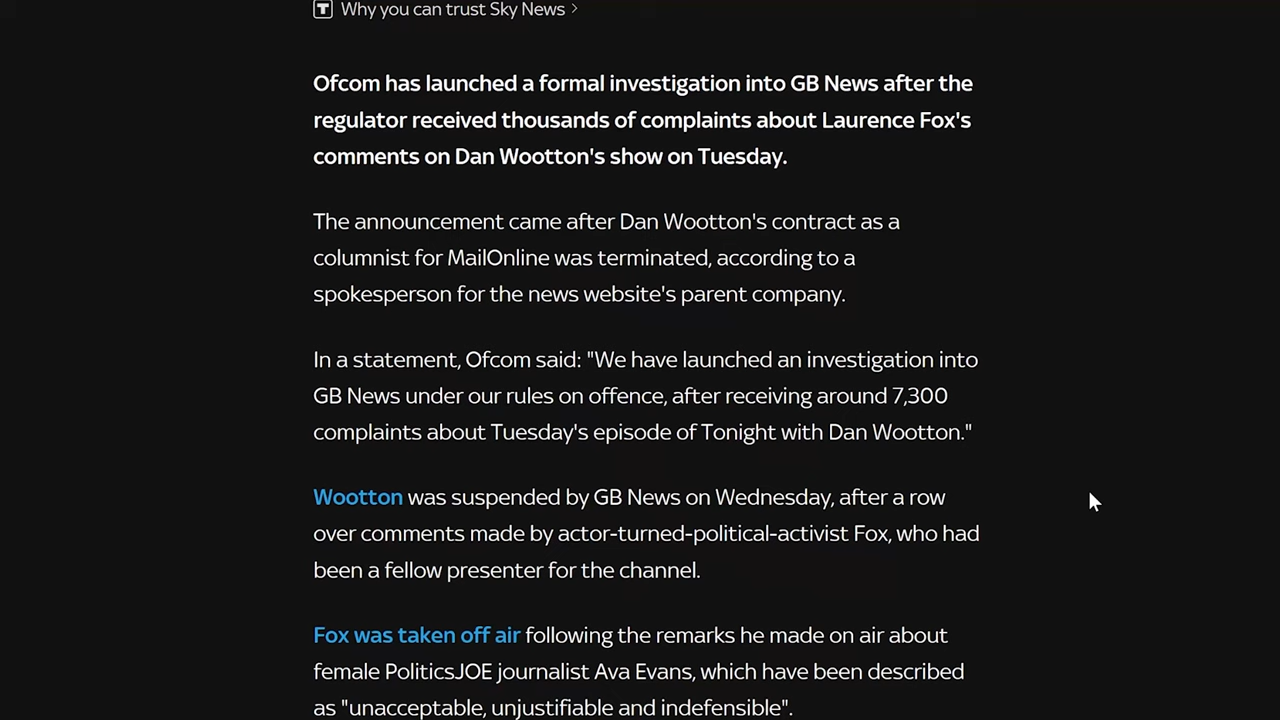 Why you can trust Sky News >
Ofcom has launched a formal investigation into GB News after the
regulator received thousands of complaints about Laurence Fox's
comments on Dan Wootton's show on Tuesday.
The announcement came after Dan Wootton's contract as a
columnist for MailOnline was terminated, according to a
spokesperson for the news website's parent company.
In a statement, Ofcom said: "We have launched an investigation into
GB News under our rules on offence, after receiving around 7,300
complaints about Tuesday's episode of Tonight with Dan Wootton."
Wootton was suspended by GB News on Wednesday, after a row
over comments made by actor-turned-political-activist Fox, who had
been a fellow presenter for the channel.
Fox was taken off air following the remarks he made on air about
female PoliticsJOE journalist Ava Evans, which have been described
as "unacceptable, unjustifiable and indefensible".